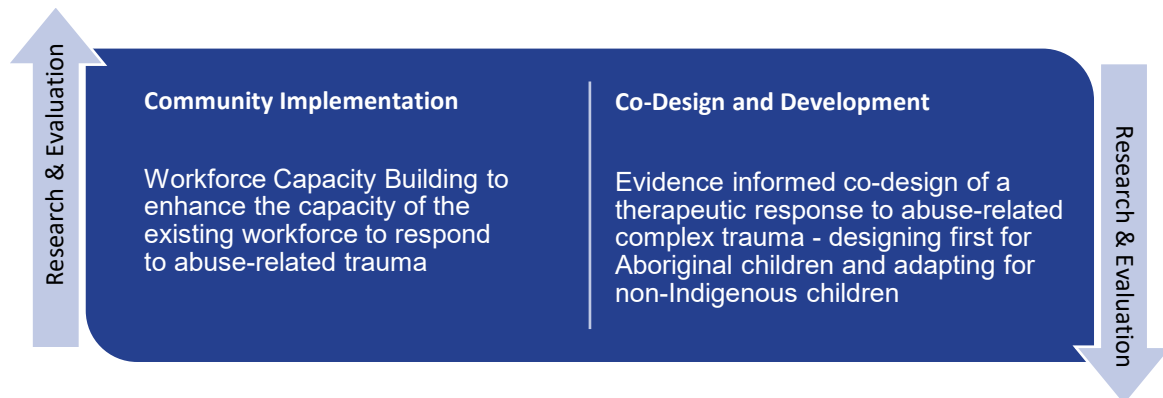 Research & Evaluation
Community Implementation
Workforce Capacity Building to
enhance the capacity of the
existing workforce to respond
to abuse-related trauma
Co-Design and Development
Evidence informed co-design of a
therapeutic response to abuse-related
complex trauma - designing first for
Aboriginal children and adapting for
non-Indigenous children
Research & Evaluation